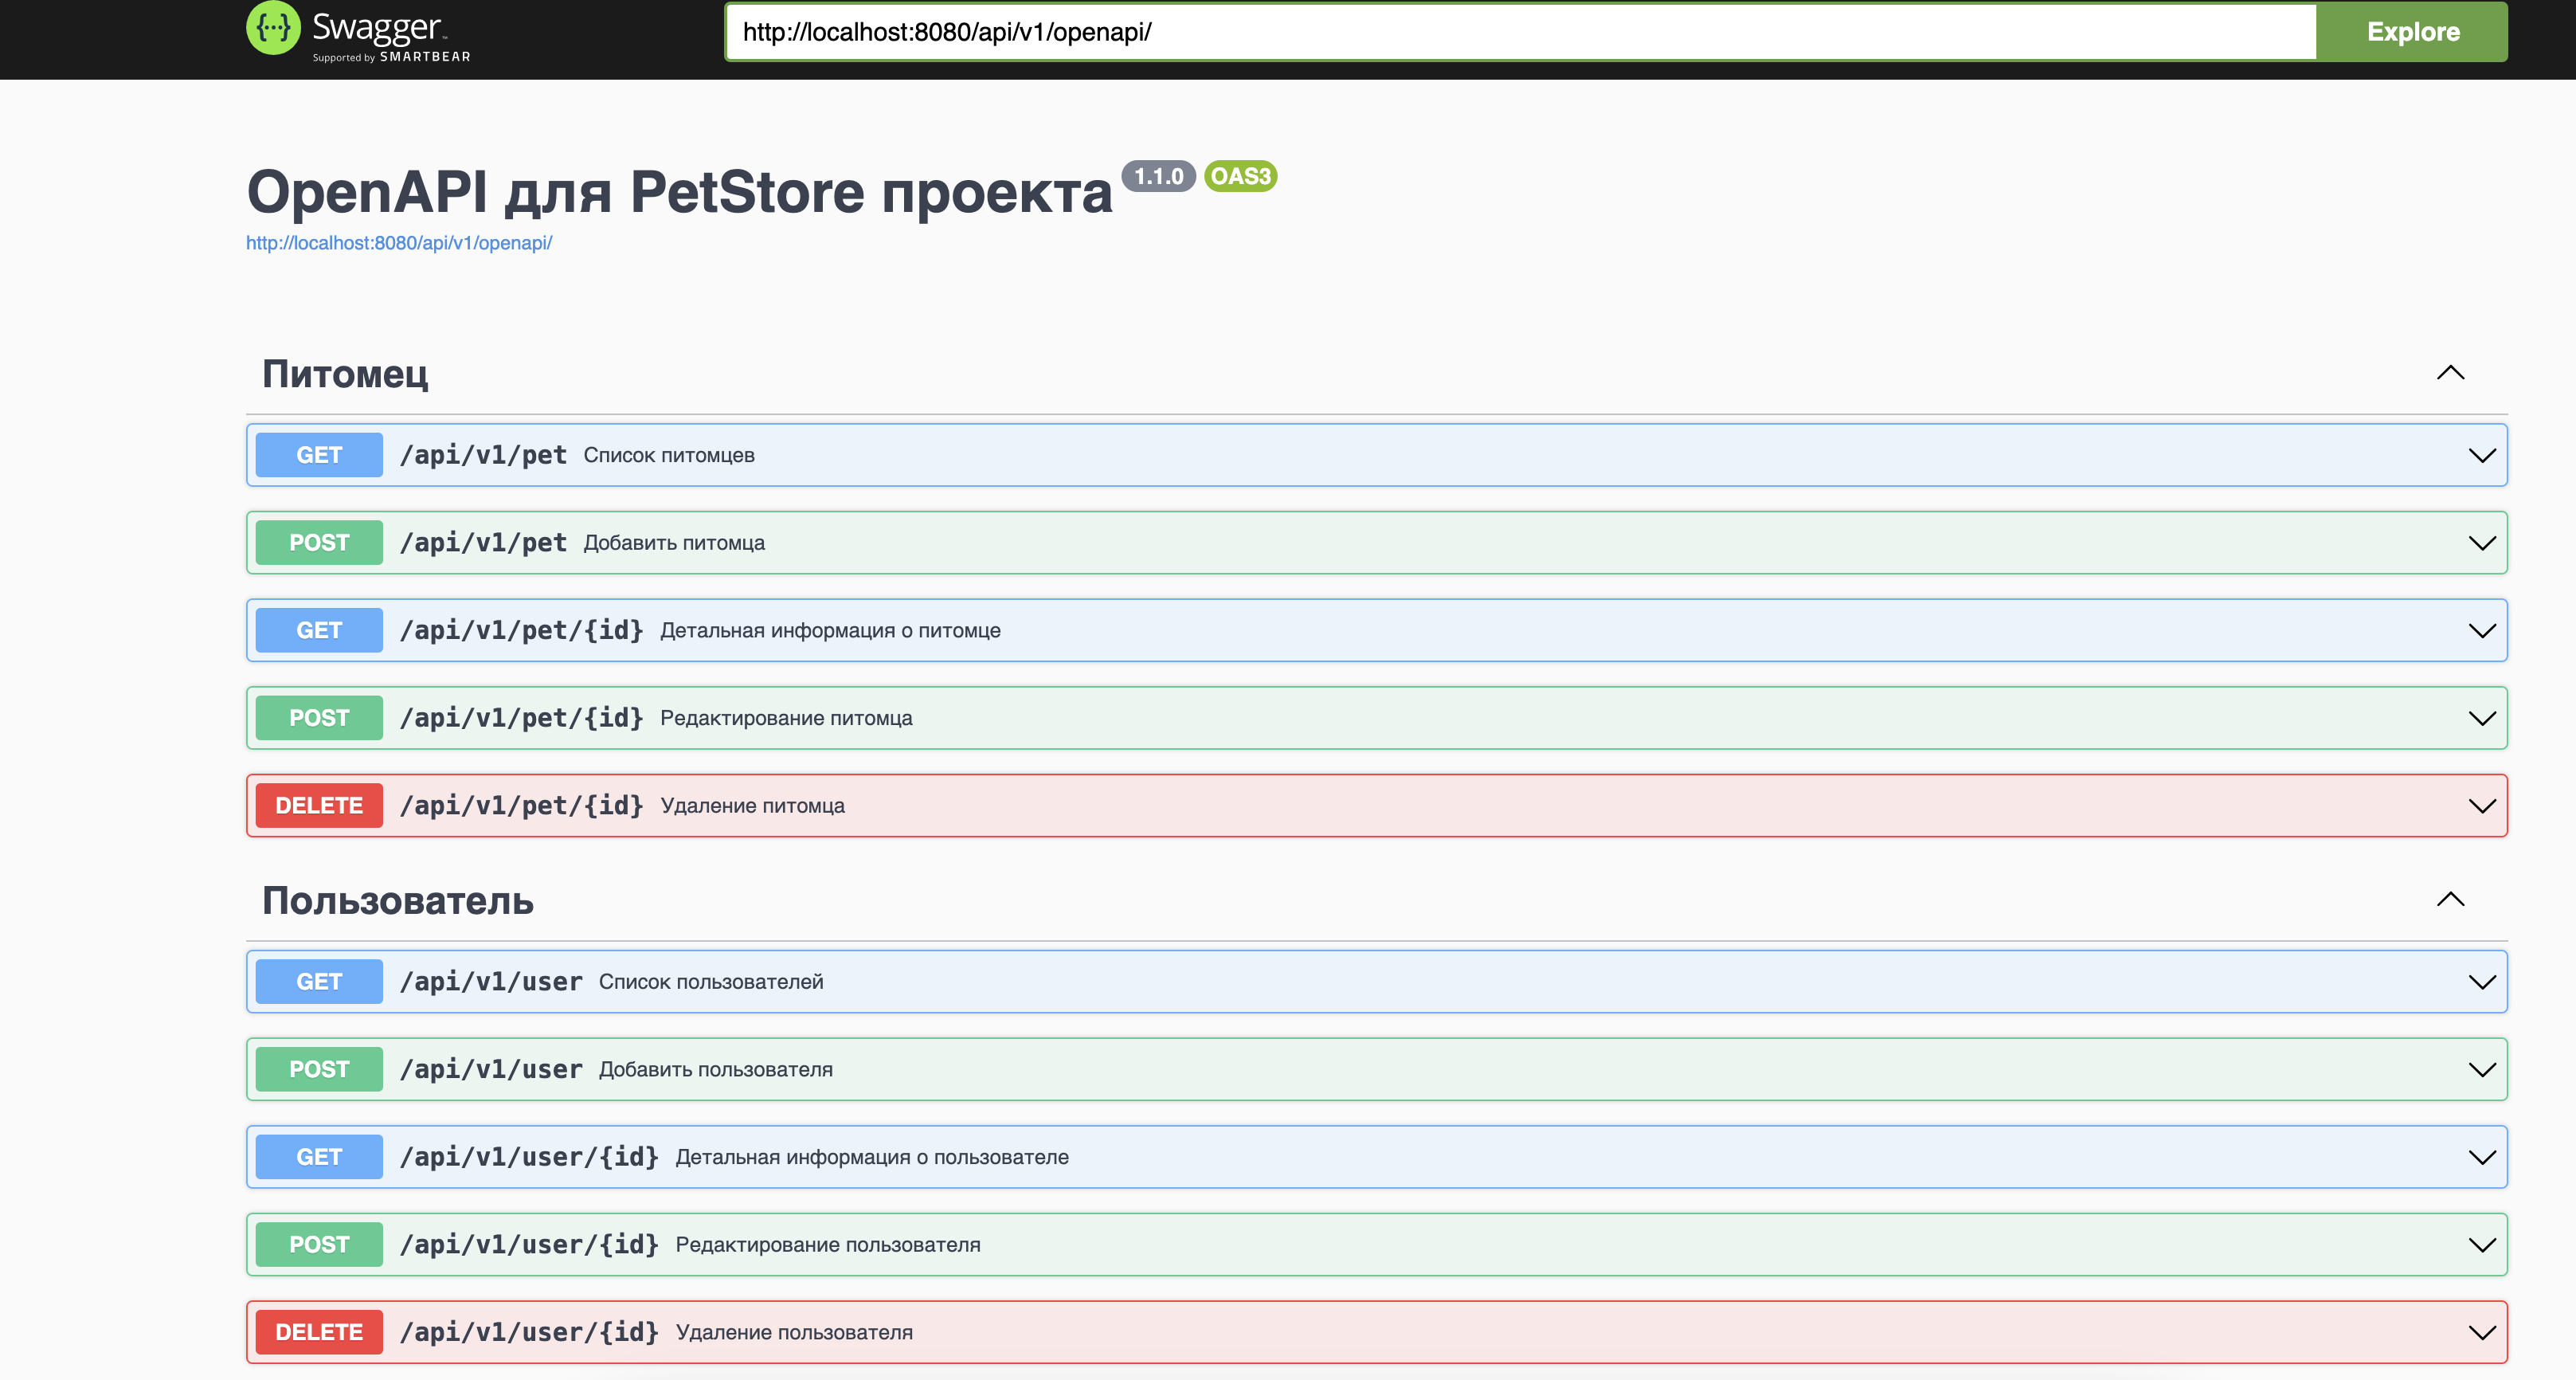 {...} Swagger
Supported by SMARTBEAR
http://localhost:8080/api/v1/openapi/ Explore
OpenAPI для PetStore проекта 1.1.0 OAS3
http://localhost:8080/api/v1/openapi/
Питомец
GET /api/v1/pet Список питомцев
POST /api/v1/pet Добавить питомца
GET /api/v1/pet/{id} Детальная информация о питомце
POST /api/v1/pet/{id} Редактирование питомца
DELETE /api/v1/pet/{id} Удаление питомца
Пользователь
GET /api/v1/user Список пользователей
POST /api/v1/user Добавить пользователя
GET /api/v1/user/{id} Детальная информация о пользователе
POST /api/v1/user/{id} Редактирование пользователя
DELETE /api/v1/user/{id} Удаление пользователя